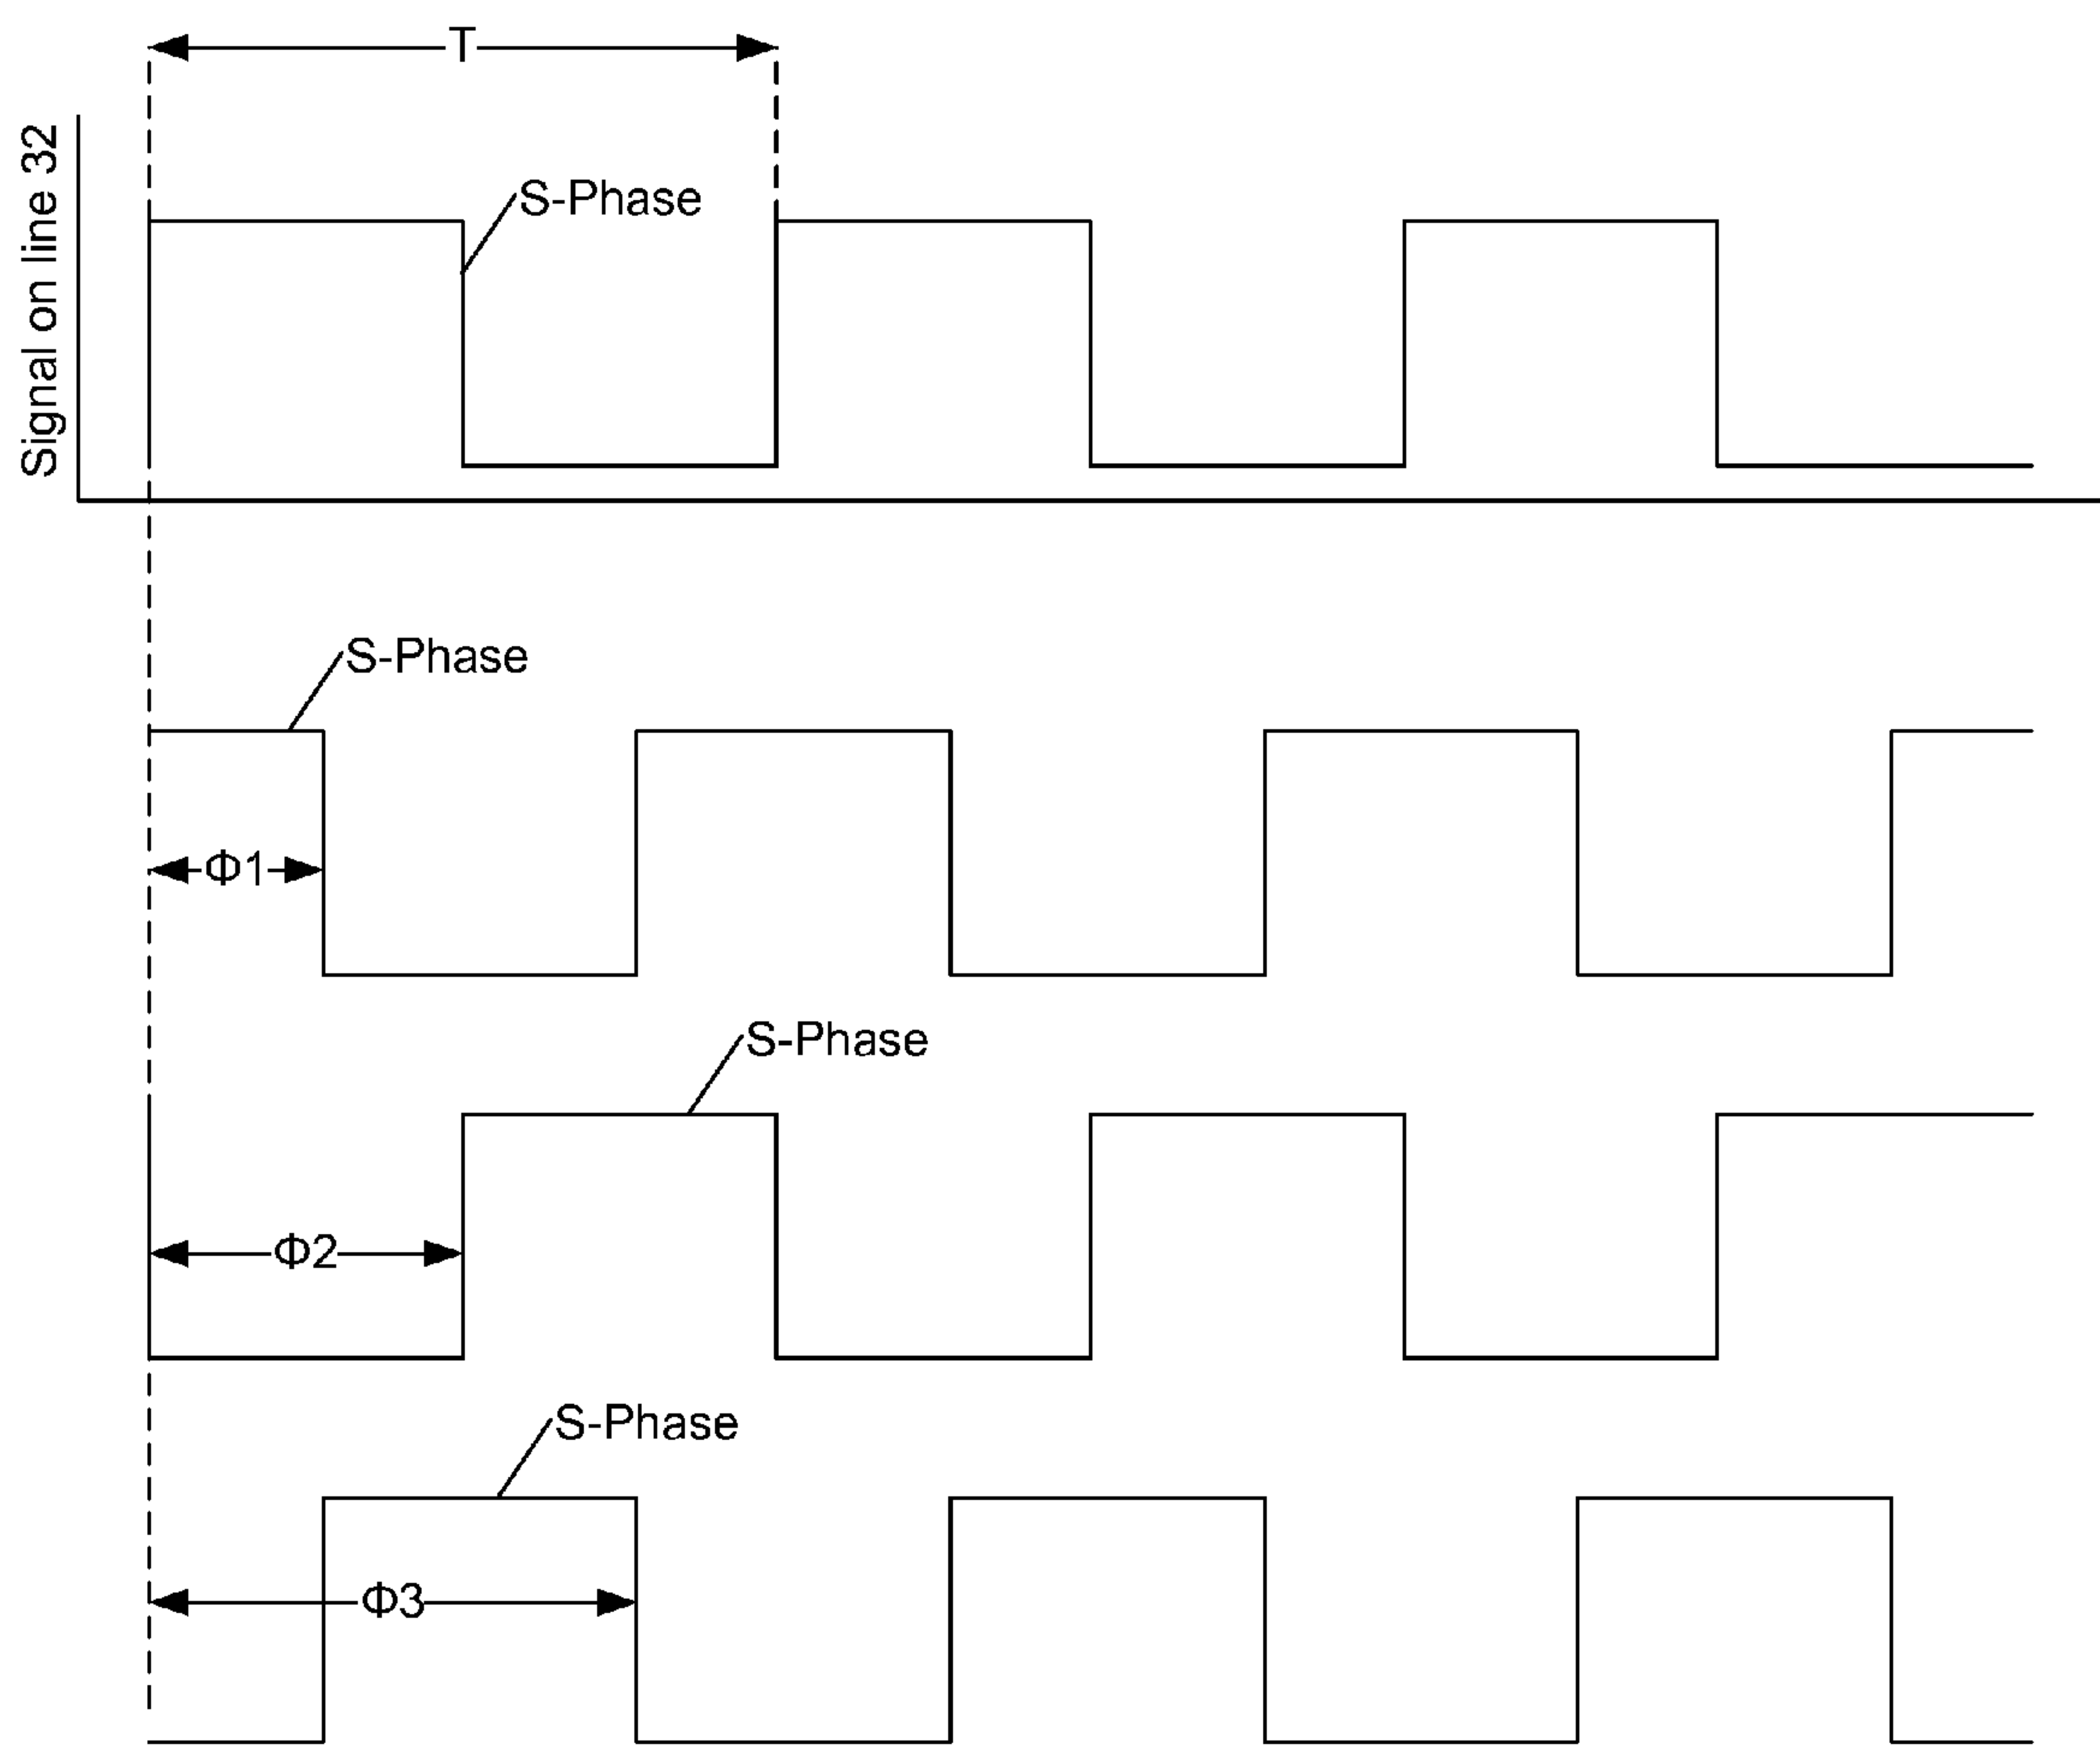 T
Signal on line 32
S-Phase
S-Phase
Φ1
S-Phase
Φ2
S-Phase
Φ3